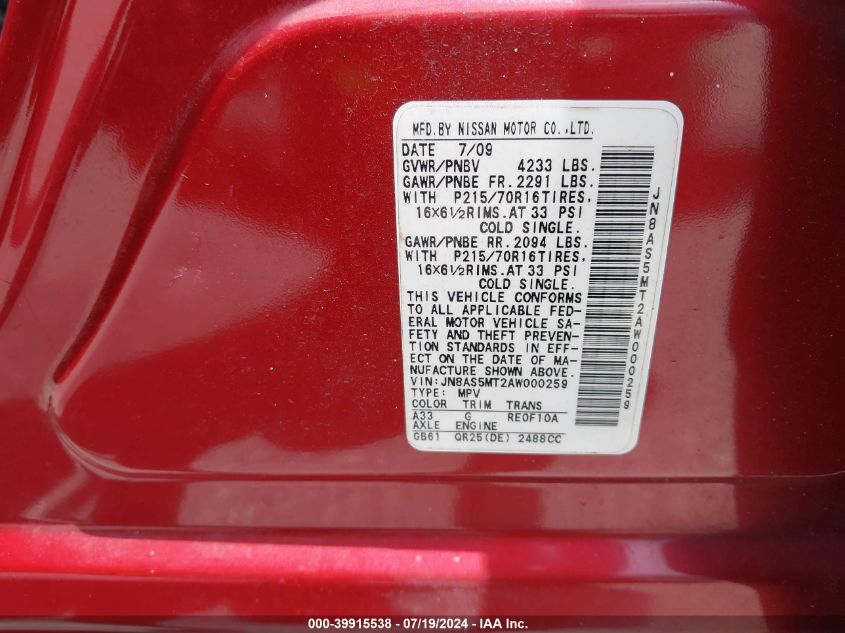 MFD.BY NISSAN MOTOR CO.,LTD.
DATE 7/09
GVWR/PNBV 4233 LBS.
GAWR/PNBE FR.2291 LBS.
WITH P215/70R16TIRES,
16X6½RIMS.AT 33 PSI
COLD SINGLE.
GAWR/PNBE RR.2094 LBS.
WITH P215/70R16TIRES,
16X6½RIMS.AT 33 PSI
COLD SINGLE.
THIS VEHICLE CONFORMS
TO ALL APPLICABLE FED-
ERAL MOTOR VEHICLE SA-
FETY AND THEFT PREVEN-
TION STANDARDS IN EFF-
ECT ON THE DATE OF MA-
NUFACTURE SHOWN ABOVE.
VIN:JN8AS5MT2AW000259
TYPE: MPV
COLOR TRIM TRANS
A33 G RE0F10A
AXLE ENGINE
GB61 QR25(DE) 2488CC
JN8AS5MT2AW000259
000-39915538 - 07/19/2024 - IAAI.com